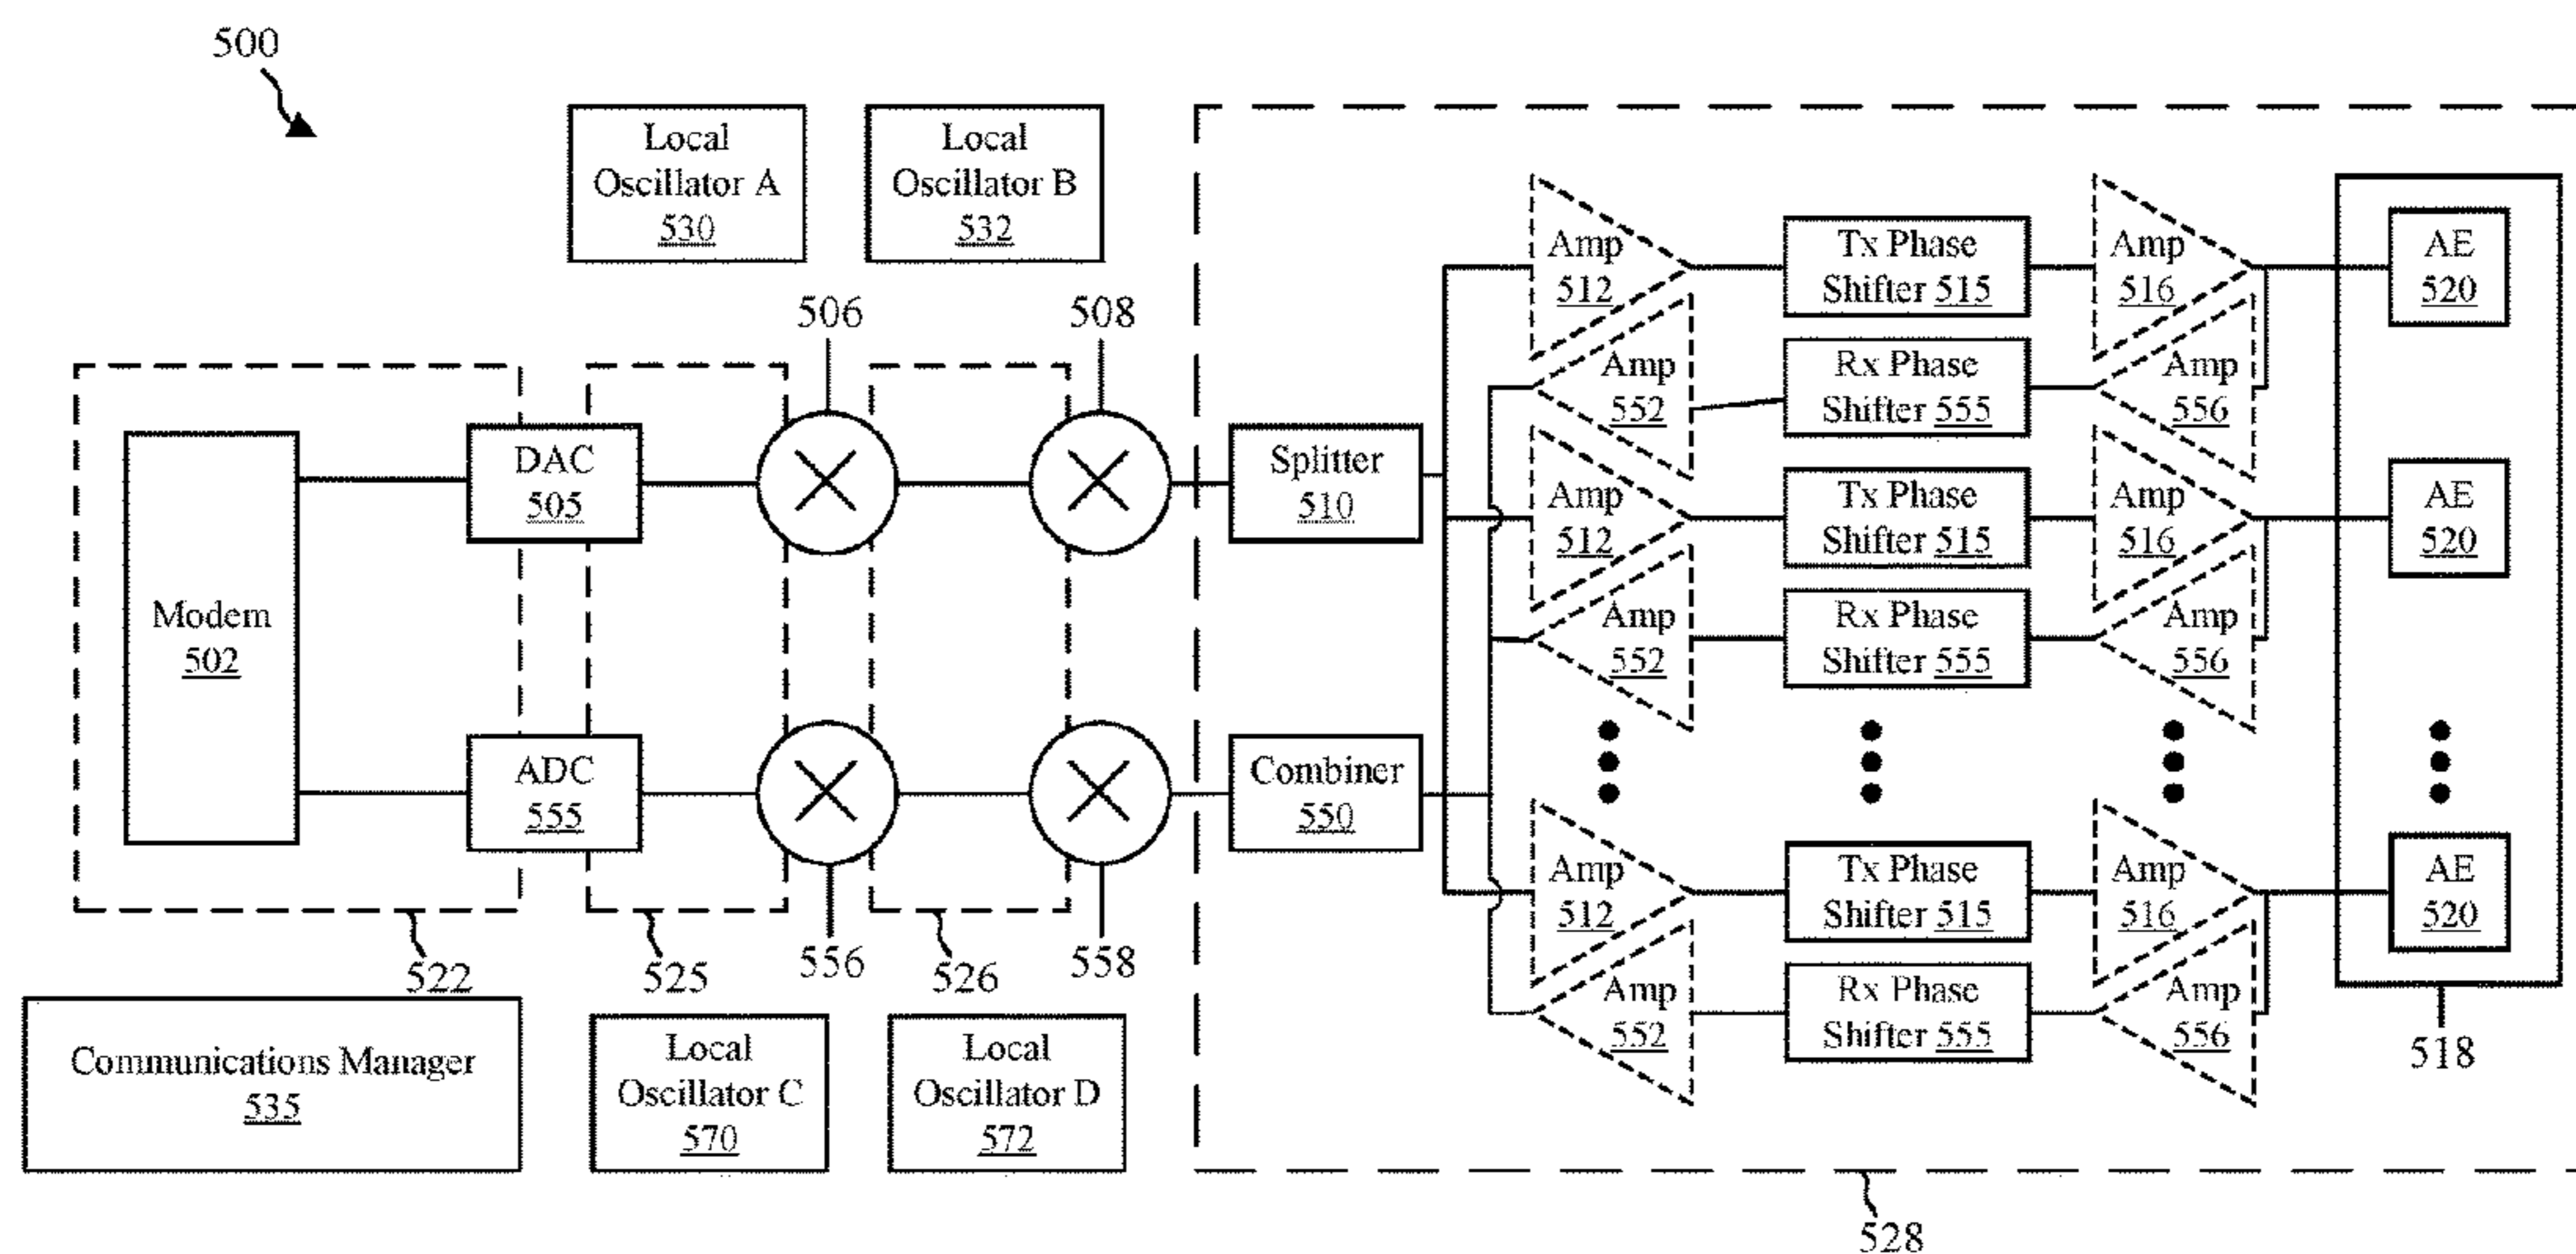 500
Local
Oscillator A
530
Local
Oscillator B
532
506
508
Modem
502
DAC
505
ADC
555
556
558
522
525
526
Communications Manager
535
Local
Oscillator C
570
Local
Oscillator D
572
Splitter
510
Combiner
550
Amp
512
Tx Phase
Shifter 515
Amp
516
AE
520
Amp
552
Rx Phase
Shifter 555
Amp
556
Amp
512
Tx Phase
Shifter 515
Amp
516
AE
520
Amp
552
Rx Phase
Shifter 555
Amp
556
Amp
512
Tx Phase
Shifter 515
Amp
516
AE
520
Amp
552
Rx Phase
Shifter 555
Amp
556
518
528